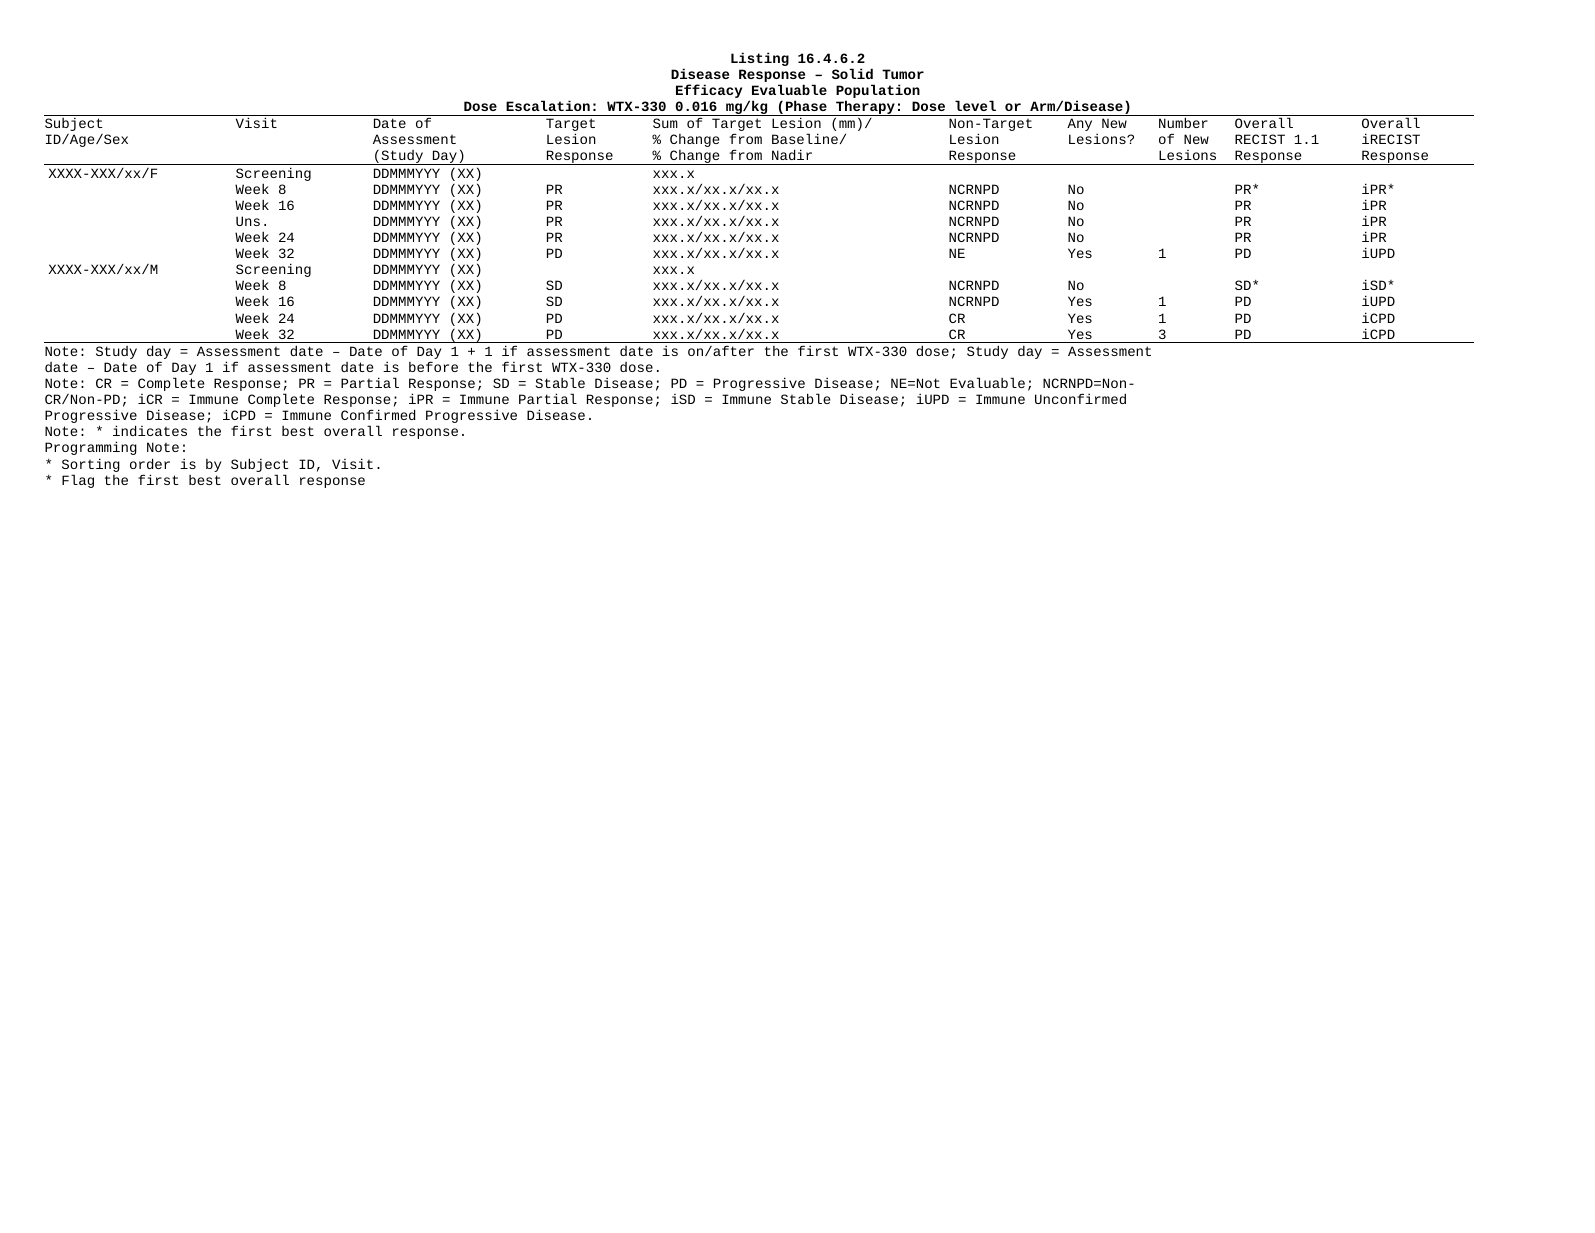 Listing 16.4.6.2
Disease Response – Solid Tumor
Efficacy Evaluable Population
Dose Escalation: WTX-330 0.016 mg/kg (Phase Therapy: Dose level or Arm/Disease)
Subject Visit Date of Target Sum of Target Lesion (mm)/ Non-Target Any New Number Overall Overall
ID/Age/Sex Assessment Lesion % Change from Baseline/ Lesion Lesions? of New RECIST 1.1 iRECIST
(Study Day) Response % Change from Nadir Response Lesions Response Response
XXXX-XXX/xx/F Screening DDMMMYYY (XX) xxx.x
Week 8 DDMMMYYY (XX) PR xxx.x/xx.x/xx.x NCRNPD No PR* iPR*
Week 16 DDMMMYYY (XX) PR xxx.x/xx.x/xx.x NCRNPD No PR iPR
Uns. DDMMMYYY (XX) PR xxx.x/xx.x/xx.x NCRNPD No PR iPR
Week 24 DDMMMYYY (XX) PR xxx.x/xx.x/xx.x NCRNPD No PR iPR
Week 32 DDMMMYYY (XX) PD xxx.x/xx.x/xx.x NE Yes 1 PD iUPD
XXXX-XXX/xx/M Screening DDMMMYYY (XX) xxx.x
Week 8 DDMMMYYY (XX) SD xxx.x/xx.x/xx.x NCRNPD No SD* iSD*
Week 16 DDMMMYYY (XX) SD xxx.x/xx.x/xx.x NCRNPD Yes 1 PD iUPD
Week 24 DDMMMYYY (XX) PD xxx.x/xx.x/xx.x CR Yes 1 PD iCPD
Week 32 DDMMMYYY (XX) PD xxx.x/xx.x/xx.x CR Yes 3 PD iCPD
Note: Study day = Assessment date – Date of Day 1 + 1 if assessment date is on/after the first WTX-330 dose; Study day = Assessment
date – Date of Day 1 if assessment date is before the first WTX-330 dose.
Note: CR = Complete Response; PR = Partial Response; SD = Stable Disease; PD = Progressive Disease; NE=Not Evaluable; NCRNPD=Non-
CR/Non-PD; iCR = Immune Complete Response; iPR = Immune Partial Response; iSD = Immune Stable Disease; iUPD = Immune Unconfirmed
Progressive Disease; iCPD = Immune Confirmed Progressive Disease.
Note: * indicates the first best overall response.
Programming Note:
* Sorting order is by Subject ID, Visit.
* Flag the first best overall response